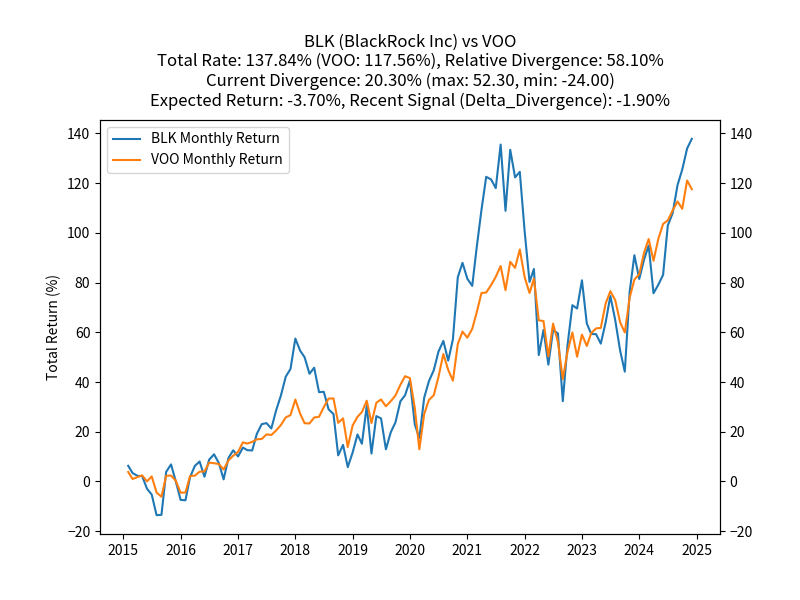 BLK (BlackRock Inc) vs VOO
Total Rate: 137.84% (VOO: 117.56%), Relative Divergence: 58.10%
Current Divergence: 20.30% (max: 52.30, min: -24.00)
Expected Return: -3.70%, Recent Signal (Delta_Divergence): -1.90%
BLK Monthly Return
VOO Monthly Return
Total Return (%)
140
120
100
80
60
40
20
0
−20
140
120
100
80
60
40
20
0
−20
2015 2016 2017 2018 2019 2020 2021 2022 2023 2024 2025